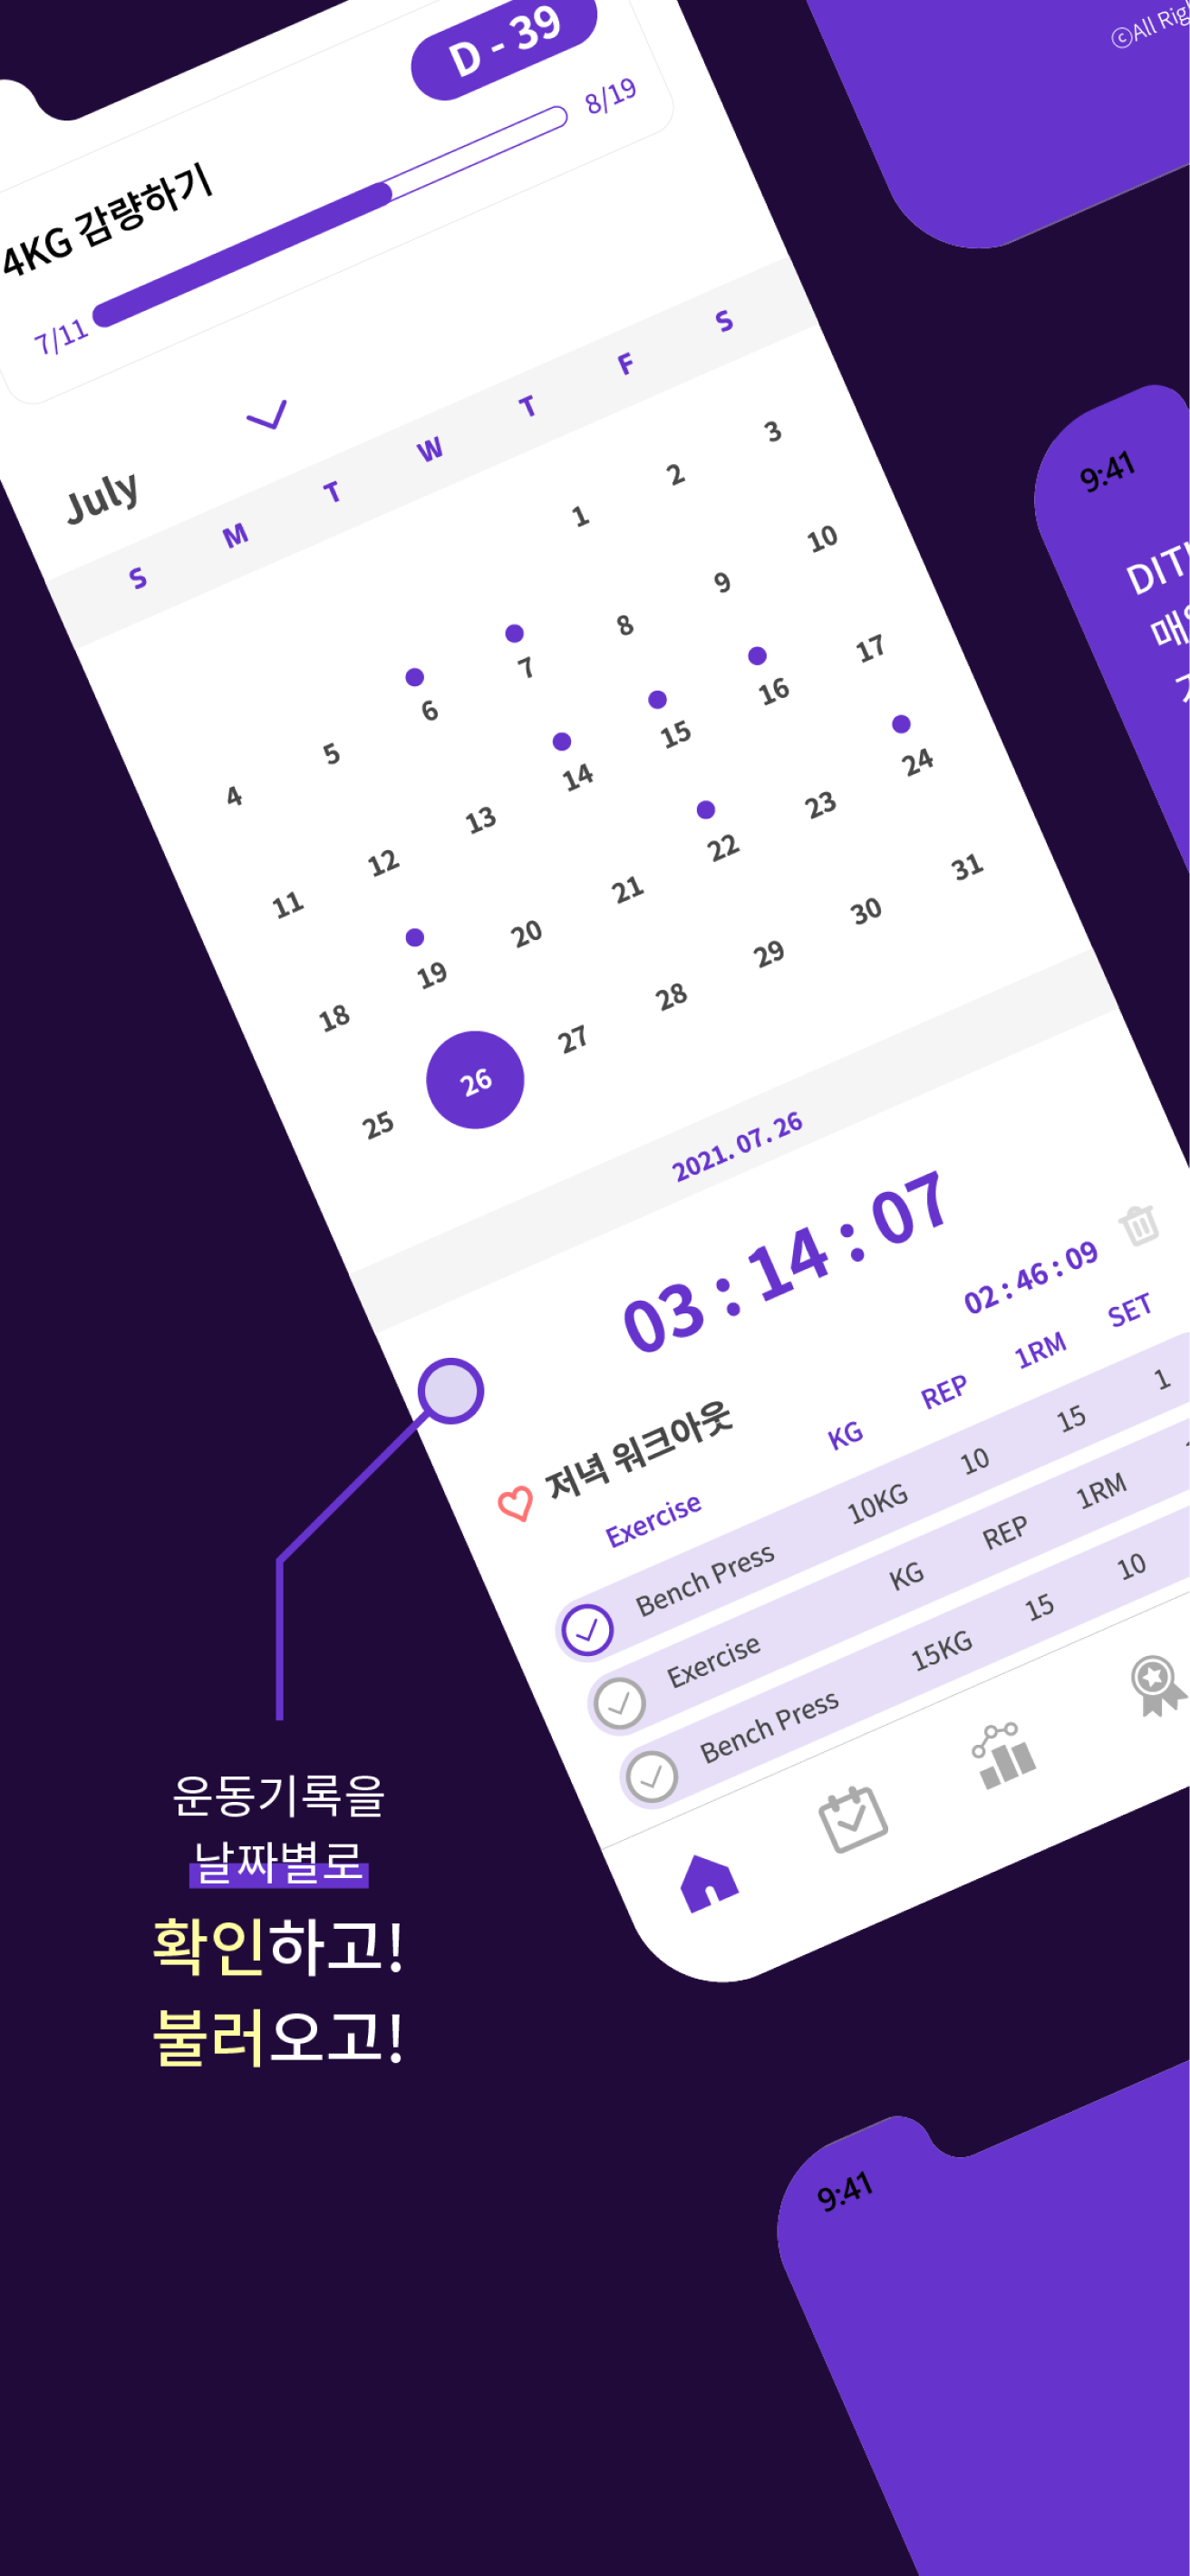 D - 39
ⓒAll Rig
4KG 감량하기
7/11
8/19
July
S M T W T F S
1 2 3
4 5 6 7 8 9 10
11 12 13 14 15 16 17
18 19 20 21 22 23 24
25 26 27 28 29 30 31
2021. 07. 26
03 : 14 : 07
02 : 46 : 09
저녁 워크아웃
Exercise KG REP 1RM SET
Bench Press 10KG 10 15 1
Exercise KG REP 1RM
Bench Press 15KG 15 10
9:41
DIT
운동기록을
날짜별로
확인하고!
불러오고!
9:41